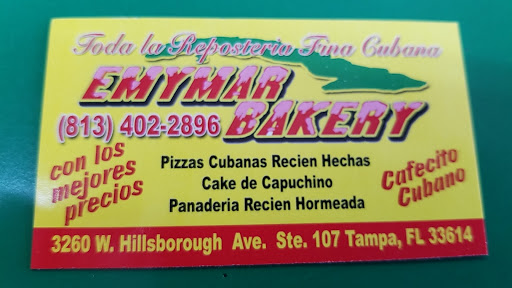 Toda la Reposteria Fina Cubana
EMYMAR
BAKERY
(813) 402-2896
con los
mejores
precios
Pizzas Cubanas Recien Hechas
Cake de Capuchino
Panaderia Recien Hormeada
Cafecito
Cubano
3260 W. Hillsborough Ave. Ste. 107 Tampa, FL 33614